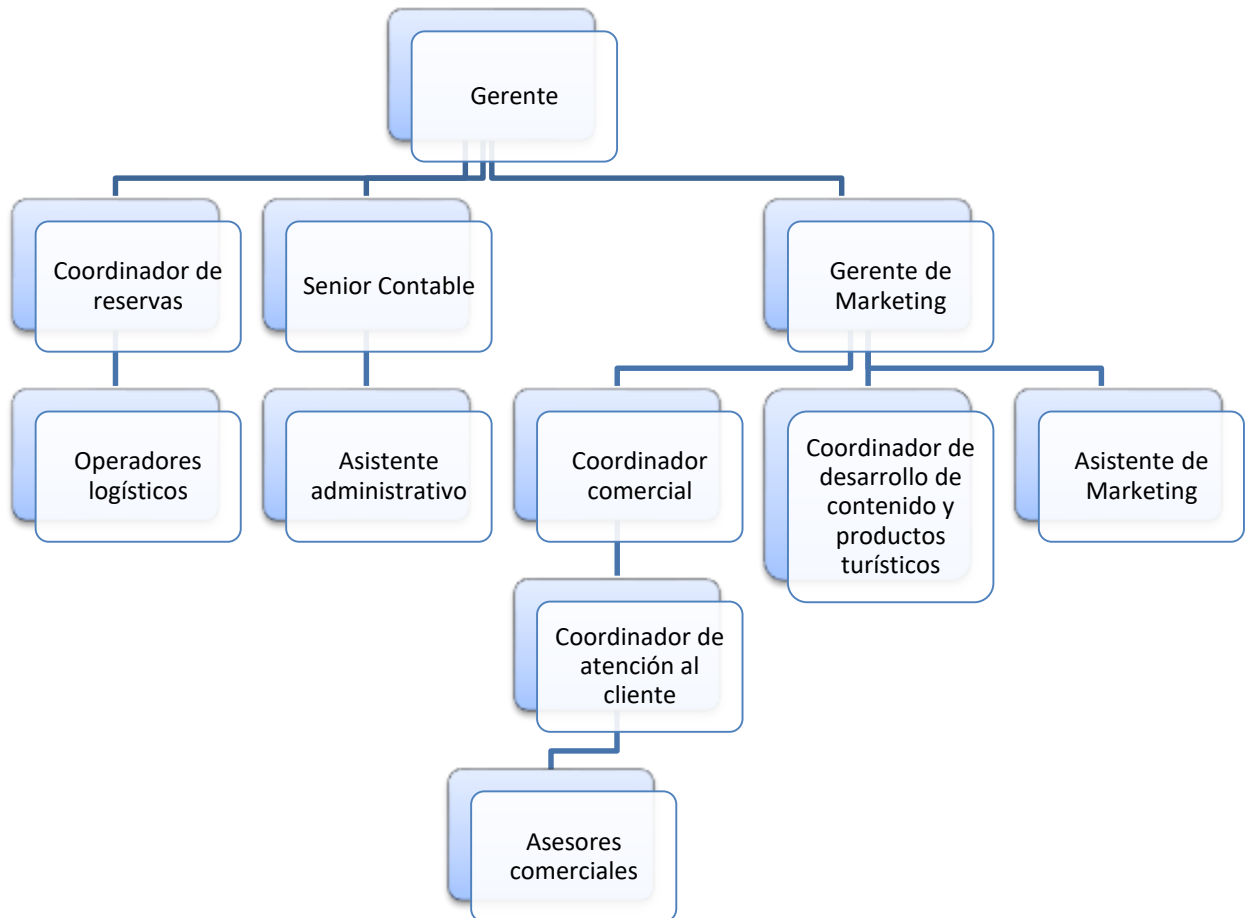 Gerente
Coordinador de
reservas
Senior Contable
Gerente de
Marketing
Operadores
logísticos
Asistente
administrativo
Coordinador
comercial
Coordinador de
desarrollo de
contenido y
productos
turísticos
Asistente de
Marketing
Coordinador de
atención al
cliente
Asesores
comerciales